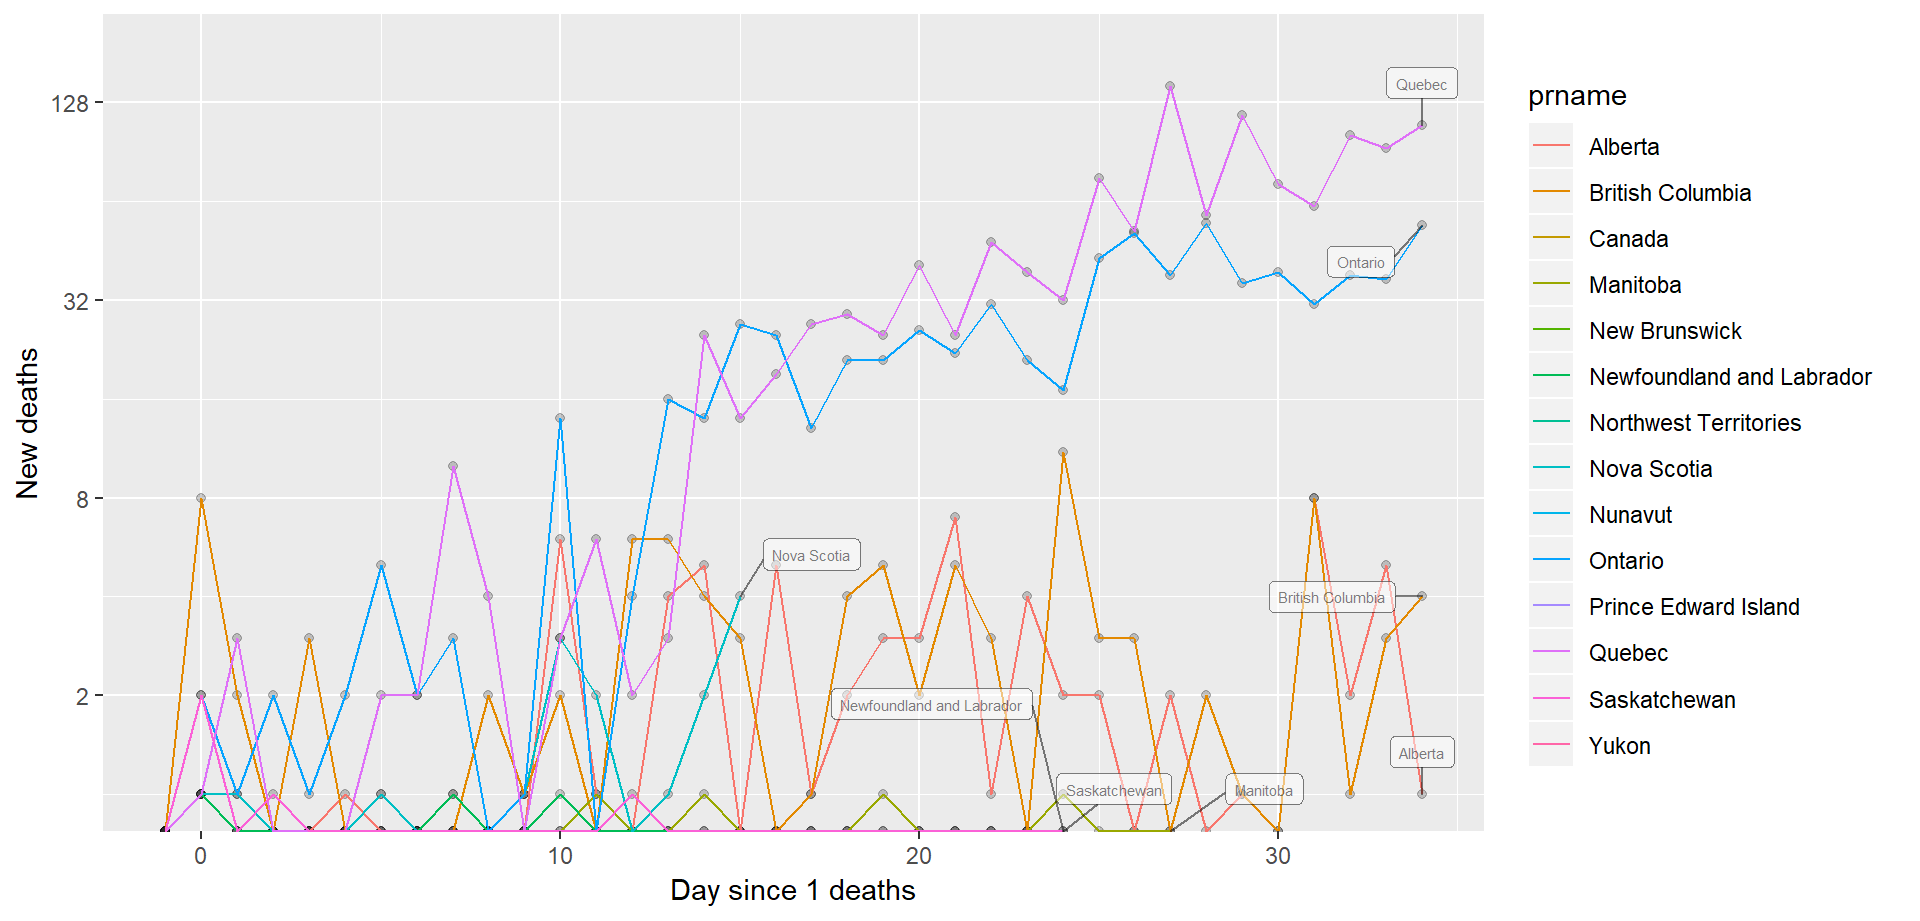 128
32
8
2
New deaths
0
10
20
30
Day since 1 deaths
Quebec
Ontario
Nova Scotia
British Columbia
Newfoundland and Labrador
Alberta
Saskatchewan
Manitoba
prname
Alberta
British Columbia
Canada
Manitoba
New Brunswick
Newfoundland and Labrador
Northwest Territories
Nova Scotia
Nunavut
Ontario
Prince Edward Island
Quebec
Saskatchewan
Yukon